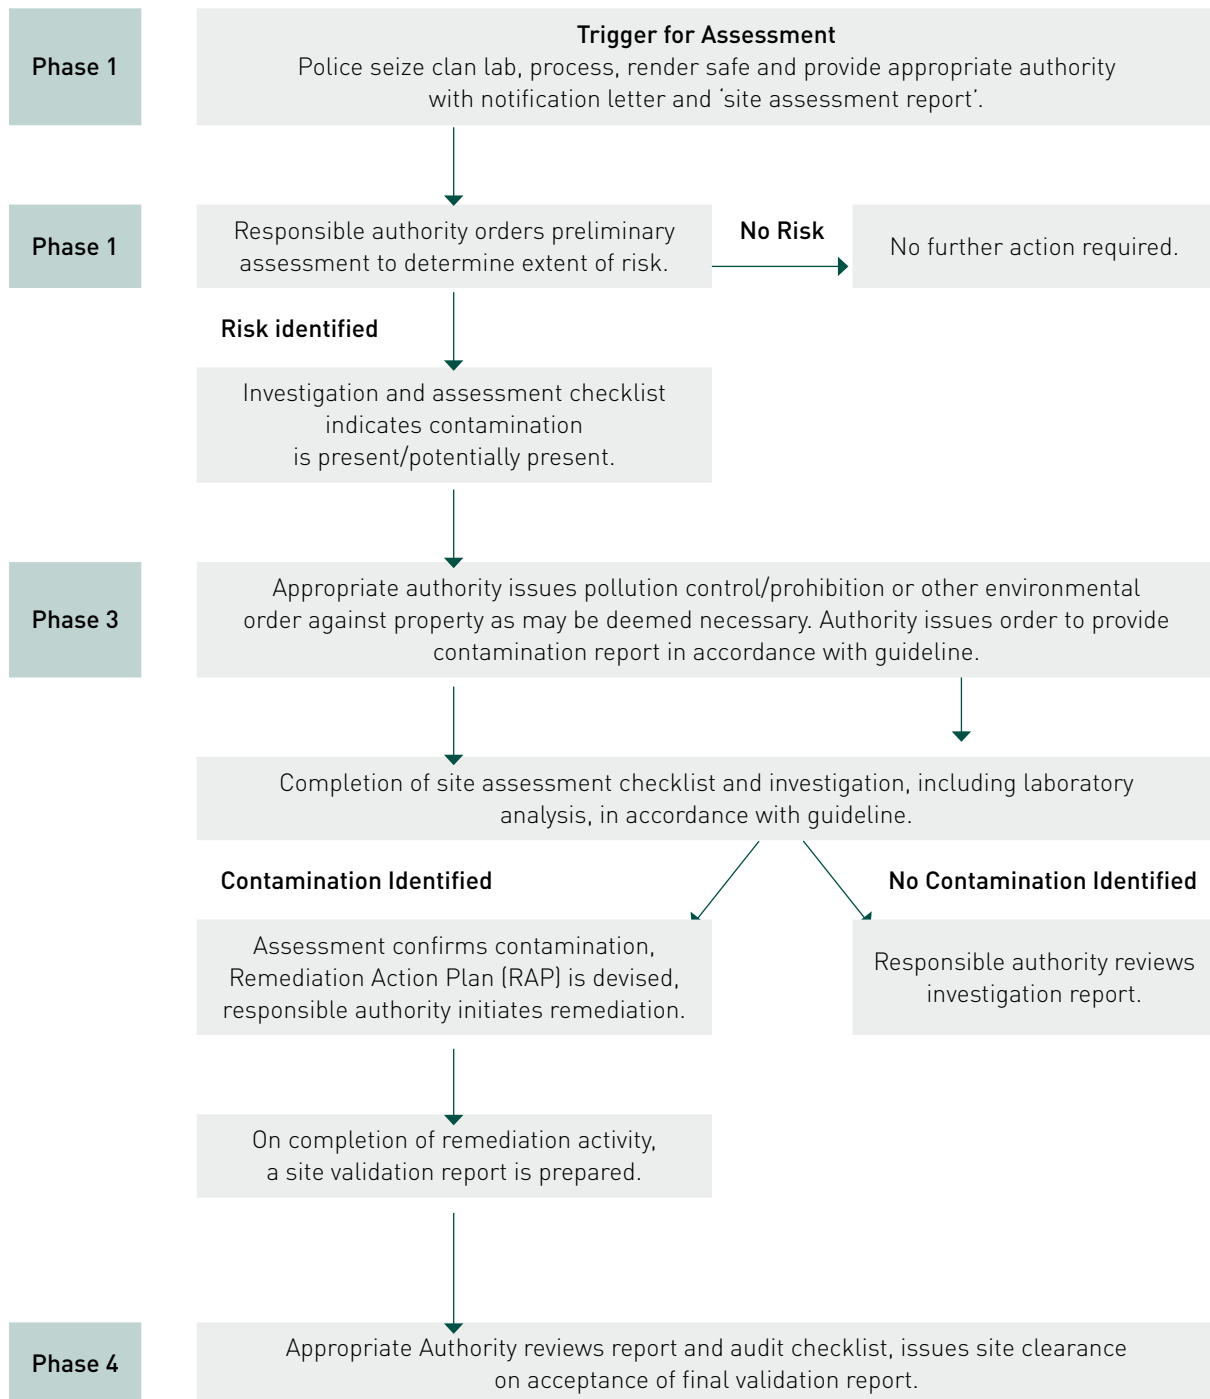 Phase 1
Trigger for Assessment
Police seize clan lab, process, render safe and provide appropriate authority
with notification letter and ‘site assessment report’.
Phase 1
Responsible authority orders preliminary
assessment to determine extent of risk.
No Risk
No further action required.
Risk identified
Investigation and assessment checklist
indicates contamination
is present/potentially present.
Phase 3
Appropriate authority issues pollution control/prohibition or other environmental
order against property as may be deemed necessary. Authority issues order to provide
contamination report in accordance with guideline.
Completion of site assessment checklist and investigation, including laboratory
analysis, in accordance with guideline.
Contamination Identified
No Contamination Identified
Assessment confirms contamination,
Remediation Action Plan (RAP) is devised,
responsible authority initiates remediation.
Responsible authority reviews
investigation report.
On completion of remediation activity,
a site validation report is prepared.
Phase 4
Appropriate Authority reviews report and audit checklist, issues site clearance
on acceptance of final validation report.